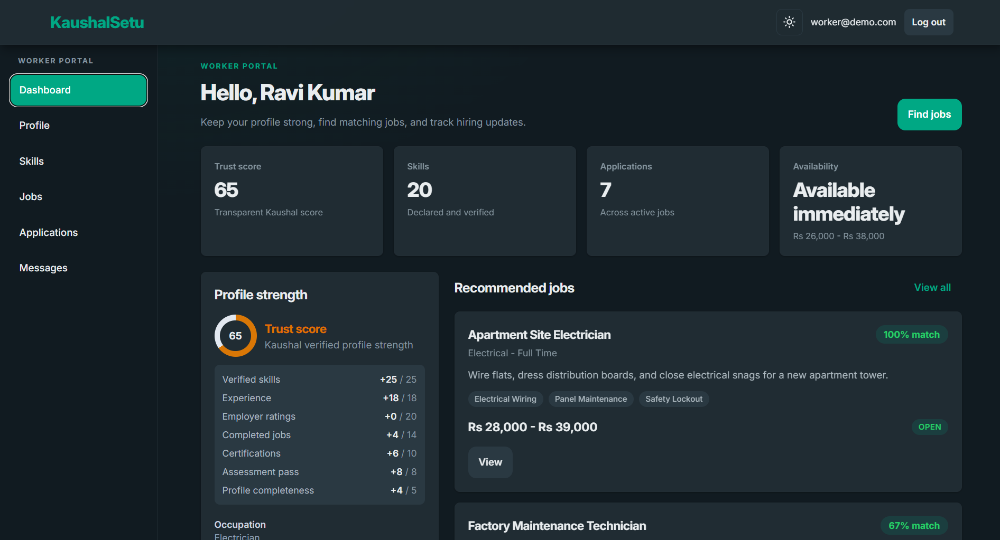 KaushalSetu
worker@demo.com
Log out
WORKER PORTAL
Dashboard
Profile
Skills
Jobs
Applications
Messages
WORKER PORTAL
Hello, Ravi Kumar
Keep your profile strong, find matching jobs, and track hiring updates.
Find jobs
Trust score
65
Transparent Kaushal score
Skills
20
Declared and verified
Applications
7
Across active jobs
Availability
Available
immediately
Rs 26,000 - Rs 38,000
Profile strength
65
Trust score
Kaushal verified profile strength
Verified skills +25 / 25
Experience +18 / 18
Employer ratings +0 / 20
Completed jobs +4 / 14
Certifications +6 / 10
Assessment pass +8 / 8
Profile completeness +4 / 5
Occupation
Electrician
Recommended jobs
View all
Apartment Site Electrician
100% match
Electrical - Full Time
Wire flats, dress distribution boards, and close electrical snags for a new apartment tower.
Electrical Wiring
Panel Maintenance
Safety Lockout
Rs 28,000 - Rs 39,000
OPEN
View
Factory Maintenance Technician
67% match